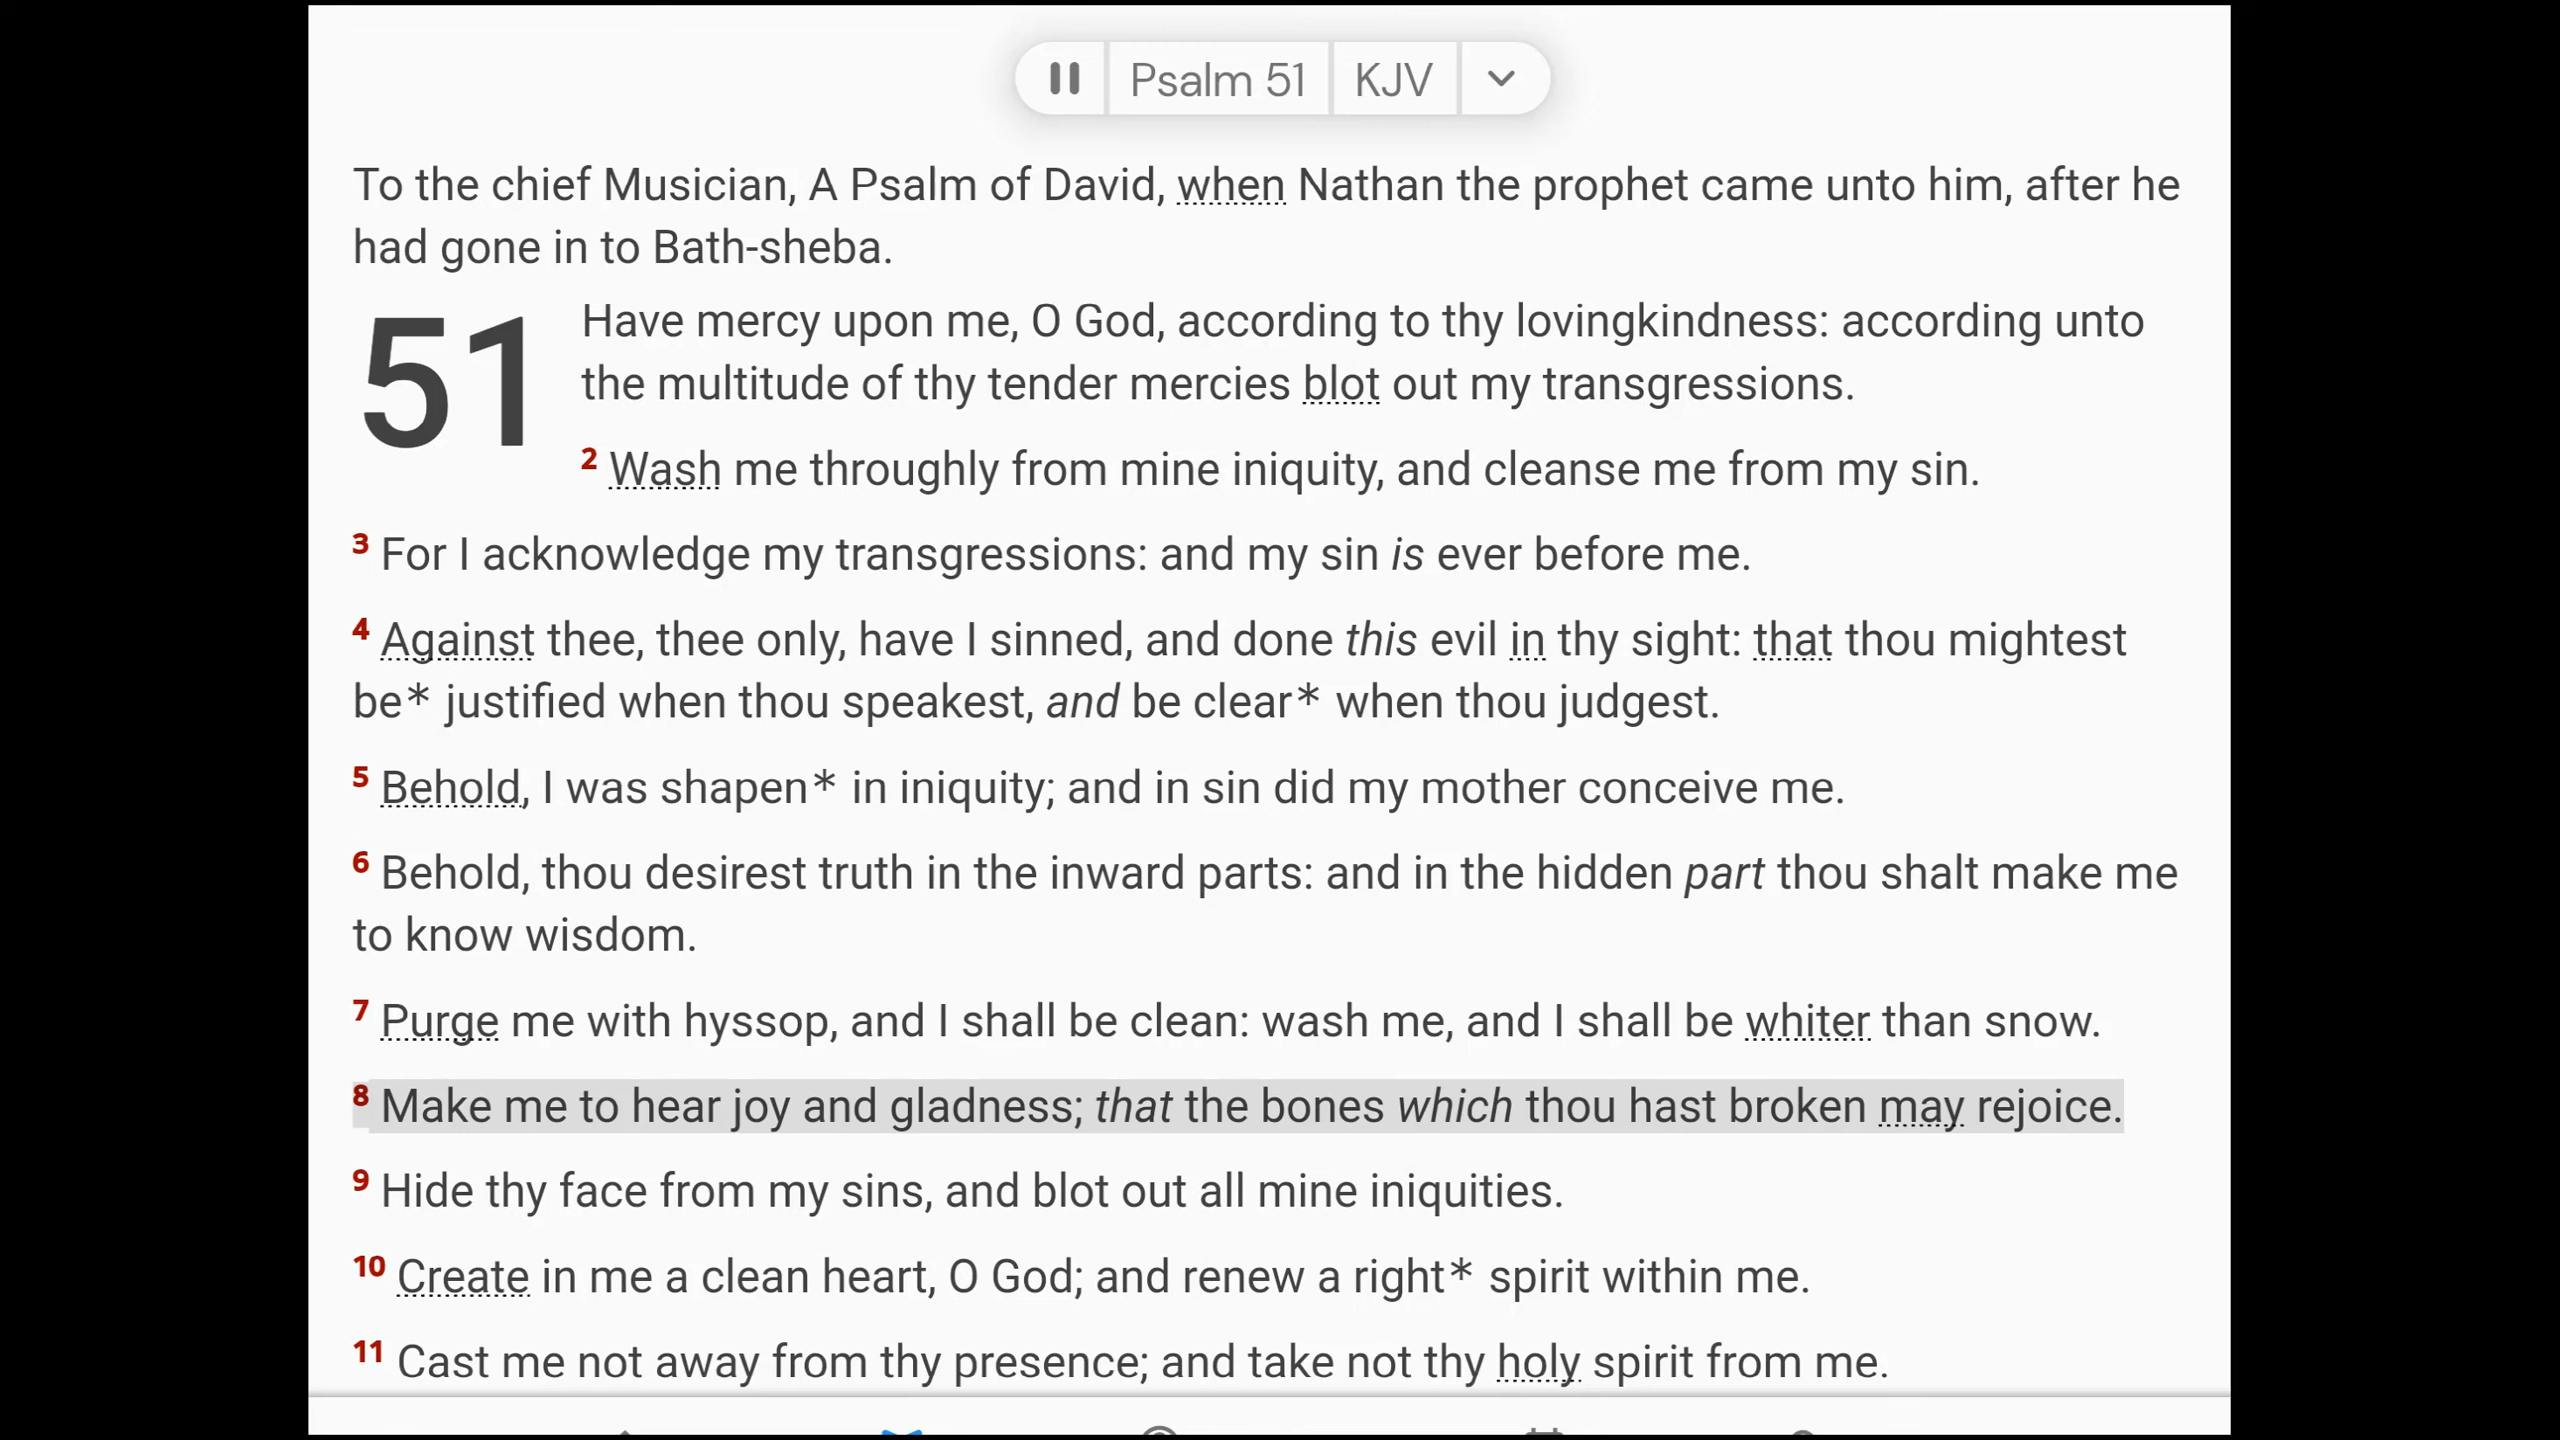 Psalm 51 KJV
To the chief Musician, A Psalm of David, when Nathan the prophet came unto him, after he
had gone in to Bath-sheba.
51 Have mercy upon me, O God, according to thy lovingkindness: according unto
the multitude of thy tender mercies blot out my transgressions.
2 Wash me throughly from mine iniquity, and cleanse me from my sin.
3 For I acknowledge my transgressions: and my sin is ever before me.
4 Against thee, thee only, have I sinned, and done this evil in thy sight: that thou mightest
be* justified when thou speakest, and be clear* when thou judgest.
5 Behold, I was shapen* in iniquity; and in sin did my mother conceive me.
6 Behold, thou desirest truth in the inward parts: and in the hidden part thou shalt make me
to know wisdom.
7 Purge me with hyssop, and I shall be clean: wash me, and I shall be whiter than snow.
8 Make me to hear joy and gladness; that the bones which thou hast broken may rejoice.
9 Hide thy face from my sins, and blot out all mine iniquities.
10 Create in me a clean heart, O God; and renew a right* spirit within me.
11 Cast me not away from thy presence; and take not thy holy spirit from me.